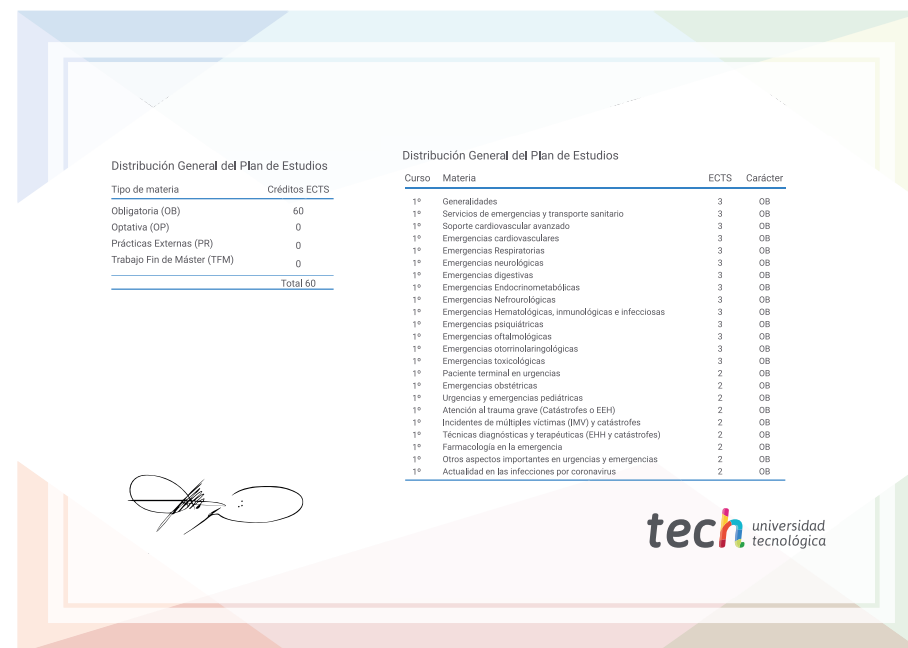 Distribución General del Plan de Estudios
Tipo de materia Créditos ECTS
Obligatoria (OB) 60
Optativa (OP) 0
Prácticas Externas (PR) 0
Trabajo Fin de Máster (TFM) 0
Total 60
Distribución General del Plan de Estudios
Curso Materia ECTS Carácter
1º Generalidades 3 OB
1º Servicios de emergencias y transporte sanitario 3 OB
1º Soporte cardiovascular avanzado 3 OB
1º Emergencias cardiovasculares 3 OB
1º Emergencias Respiratorias 3 OB
1º Emergencias neurológicas 3 OB
1º Emergencias digestivas 3 OB
1º Emergencias Endocrinometabólicas 3 OB
1º Emergencias Nefrourológicas 3 OB
1º Emergencias Hematológicas, inmunológicas e infecciosas 3 OB
1º Emergencias psiquiátricas 3 OB
1º Emergencias oftalmológicas 3 OB
1º Emergencias otorrinolaringológicas 3 OB
1º Emergencias toxicológicas 3 OB
1º Paciente terminal en urgencias 2 OB
1º Emergencias obstétricas 2 OB
1º Urgencias y emergencias pediátricas 2 OB
1º Atención al trauma grave (Catástrofes o EEH) 2 OB
1º Incidentes de múltiples victimas (IMV) y catástrofes 2 OB
1º Técnicas diagnósticas y terapéuticas (EHH y catástrofes) 2 OB
1º Farmacología en la emergencia 2 OB
1º Otros aspectos importantes en urgencias y emergencias 2 OB
1º Actualidad en las infecciones por coronavirus 2 OB
tech universidad
tecnológica